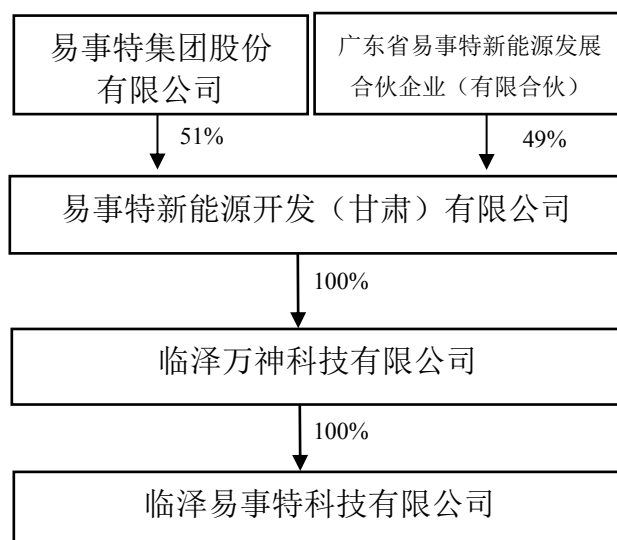 易事特集团股份
有限公司
广东省易事特新能源发展
合伙企业（有限合伙）
51%
49%
易事特新能源开发（甘肃）有限公司
100%
临泽万神科技有限公司
100%
临泽易事特科技有限公司